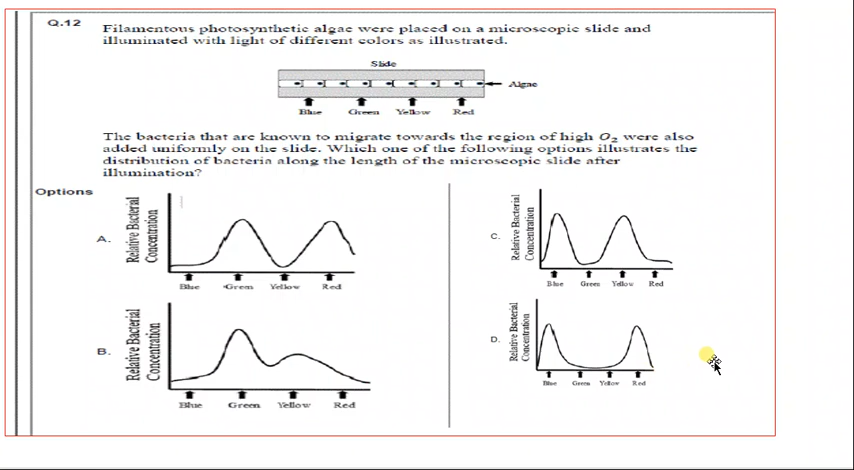 Q.12
Filamentous photosynthetic algae were placed on a microscopic slide and
illuminated with light of different colors as illustrated.
Slide
Algae
Blue Green Yellow Red
The bacteria that are known to migrate towards the region of high O₂ were also
added uniformly on the slide. Which one of the following options illustrates the
distribution of bacteria along the length of the microscopic slide after
illumination?
Options
A.
Relative Bacterial
Concentration
Blue Green Yellow Red
B.
Relative Bacterial
Concentration
Blue Green Yellow Red
C.
Relative Bacterial
Concentration
Blue Green Yellow Red
D.
Relative Bacterial
Concentration
Blue Green Yellow Red